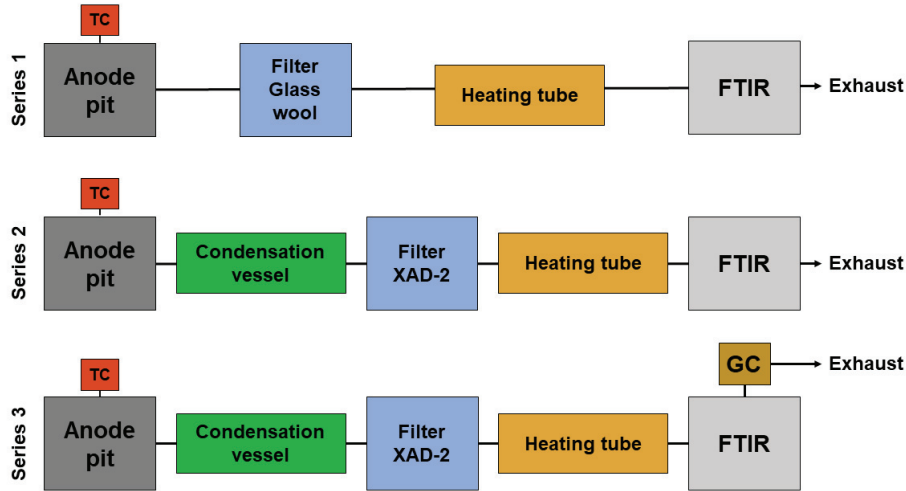 Series 1
TC
Anode
pit
Filter
Glass
wool
Heating tube
FTIR
Exhaust
Series 2
TC
Anode
pit
Condensation
vessel
Filter
XAD-2
Heating tube
FTIR
Exhaust
Series 3
TC
Anode
pit
Condensation
vessel
Filter
XAD-2
Heating tube
GC
Exhaust
FTIR